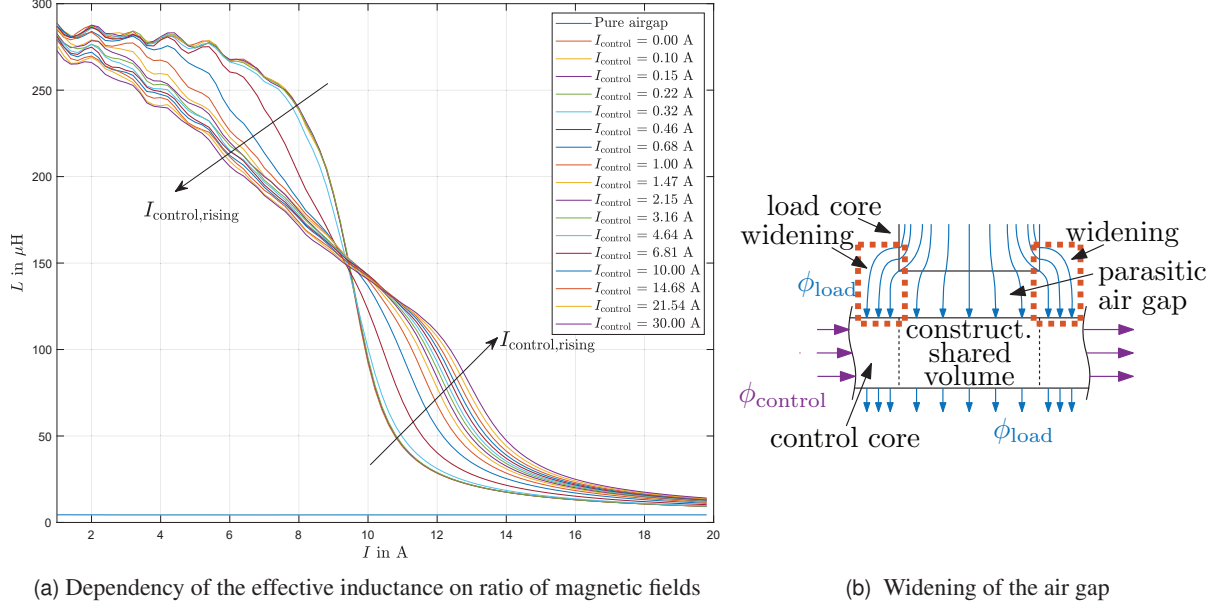 300
250
200
150
100
50
0
2
4
6
8
10
12
14
16
18
20
L in μH
I in A
I_control,rising
I_control,rising
Pure airgap
I_control = 0.00 A
I_control = 0.10 A
I_control = 0.15 A
I_control = 0.22 A
I_control = 0.32 A
I_control = 0.46 A
I_control = 0.68 A
I_control = 1.00 A
I_control = 1.47 A
I_control = 2.15 A
I_control = 3.16 A
I_control = 4.64 A
I_control = 6.81 A
I_control = 10.00 A
I_control = 14.68 A
I_control = 21.54 A
I_control = 30.00 A
(a) Dependency of the effective inductance on ratio of magnetic fields
load core
widening
widening
ϕ_load
parasitic
air gap
construct.
shared
volume
ϕ_control
control core
ϕ_load
(b) Widening of the air gap